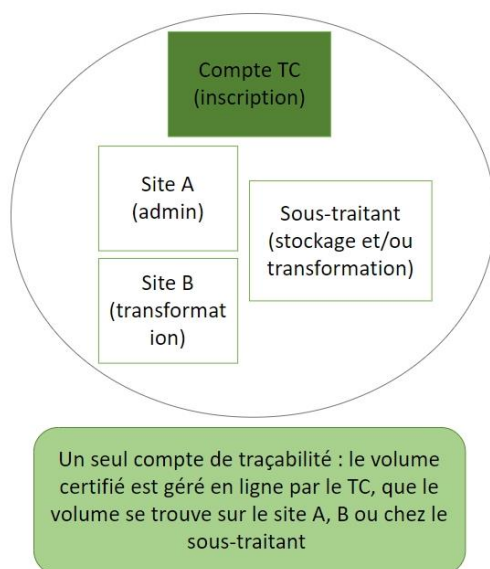 Compte TC
(inscription)
Site A
(admin)
Sous-traitant
(stockage et/ou
transformation)
Site B
(transformat
ion)
Un seul compte de traçabilité : le volume
certifié est géré en ligne par le TC, que le
volume se trouve sur le site A, B ou chez le
sous-traitant